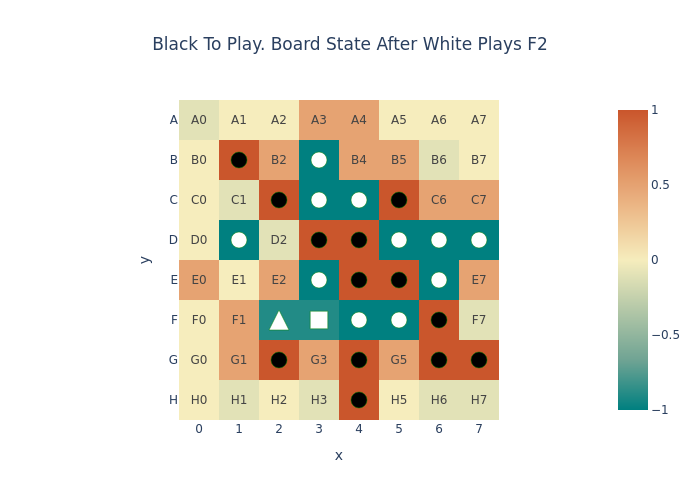 Black To Play. Board State After White Plays F2
A A0 A1 A2 A3 A4 A5 A6 A7
B B0 B2 B4 B5 B6 B7
C C0 C1 C6 C7
D D0 D2
E E0 E1 E2 E7
F F0 F1 F7
G G0 G1 G3 G5
H H0 H1 H2 H3 H5 H6 H7
0 1 2 3 4 5 6 7
x
y
1
0.5
0
−0.5
−1